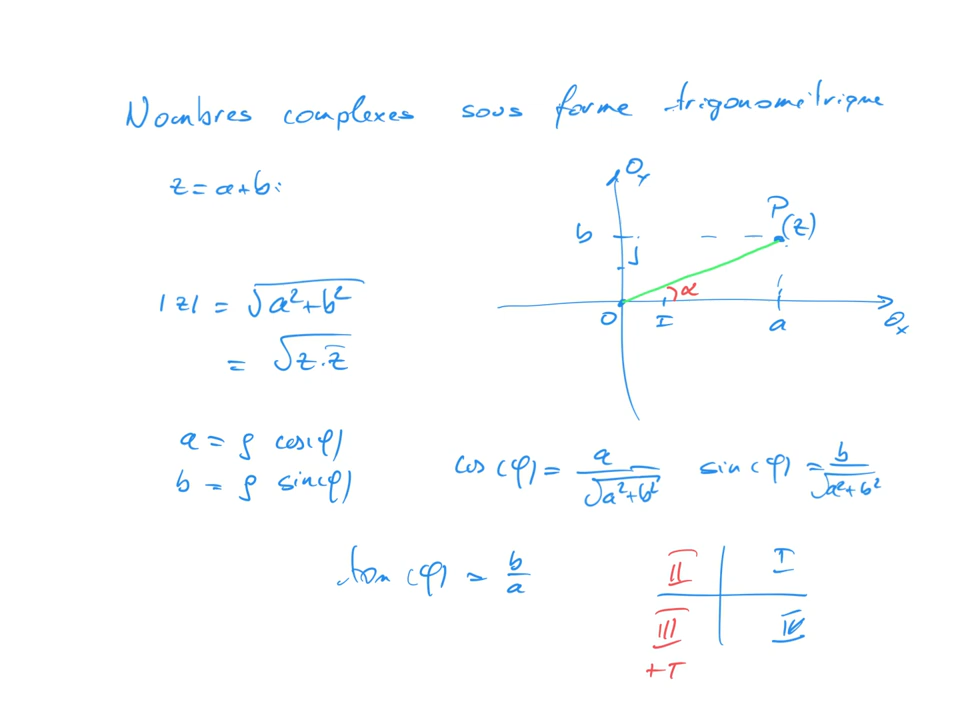 Nombres complexes sous forme trigonométrique
z = a+bi
|z| = √(a²+b²)
= √(z·z̅)
a = ρ cos(φ)
b = ρ sin(φ)
Oy
P
(z)
b
J
α
O
I
a
Ox
cos(φ) = a/√(a²+b²) sin(φ) = b/√(a²+b²)
tan(φ) = b/a
II I
III IV
+π